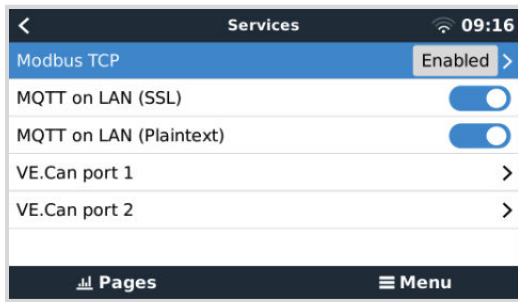 Services 09:16
Modbus TCP Enabled
MQTT on LAN (SSL)
MQTT on LAN (Plaintext)
VE.Can port 1
VE.Can port 2
Pages Menu